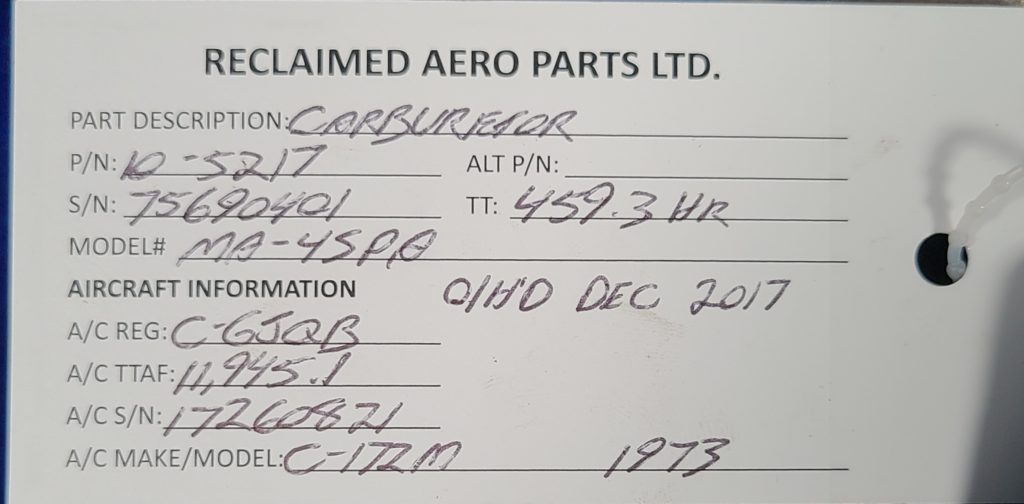 RECLAIMED AERO PARTS LTD.
PART DESCRIPTION: CARBURETOR
P/N: 10-5217 ALT P/N:
S/N: 75690401 TT: 459.3 HR
MODEL# MA-4SPA
AIRCRAFT INFORMATION O/H'D DEC 2017
A/C REG: C-GJQB
A/C TTAF: 11,945.1
A/C S/N: 17260821
A/C MAKE/MODEL: C-172M 1973